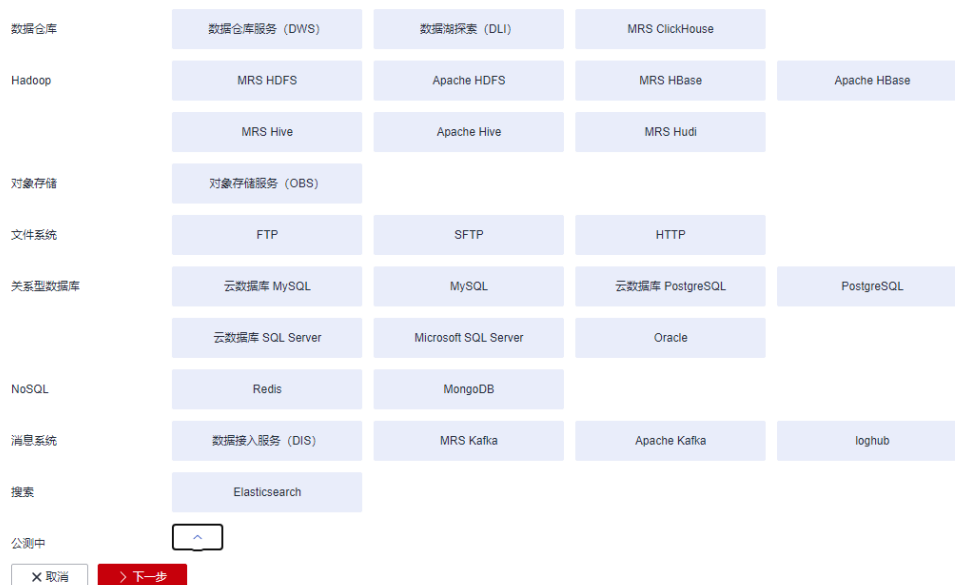 数据仓库 数据仓库服务（DWS） 数据湖探索（DLI） MRS ClickHouse
Hadoop MRS HDFS Apache HDFS MRS HBase Apache HBase
MRS Hive Apache Hive MRS Hudi
对象存储 对象存储服务（OBS）
文件系统 FTP SFTP HTTP
关系型数据库 云数据库 MySQL MySQL 云数据库 PostgreSQL PostgreSQL
云数据库 SQL Server Microsoft SQL Server Oracle
NoSQL Redis MongoDB
消息系统 数据接入服务（DIS） MRS Kafka Apache Kafka loghub
搜索 Elasticsearch
公测中
取消 下一步